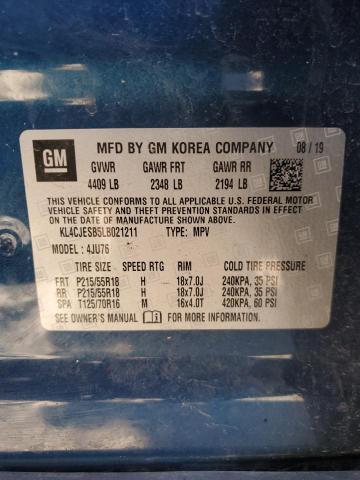 GM
MFD BY GM KOREA COMPANY 08/19
GVWR GAWR FRT GAWR RR
4409 LB 2348 LB 2194 LB
THIS VEHICLE CONFORMS TO ALL APPLICABLE
U.S. FEDERAL MOTOR VEHICLE SAFETY, BUMPER, AND
THEFT PREVENTION STANDARDS IN EFFECT ON THE
DATE OF MANUFACTURE SHOWN ABOVE.
KL4CJESB5LB021211 TYPE: MPV
MODEL: 4JU76
TIRE SIZE SPEED RTG RIM COLD TIRE PRESSURE
FRT P215/55R18 H 18x7.0J 240KPA, 35 PSI
RR P215/55R18 H 18x7.0J 240KPA, 35 PSI
SPA T125/70R16 M 16x4.0T 420KPA, 60 PSI
SEE OWNER'S MANUAL FOR MORE INFORMATION.